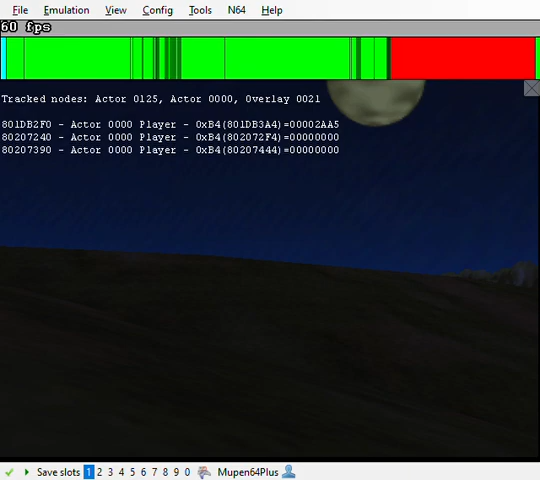 File Emulation View Config Tools N64 Help
60 fps
Tracked nodes: Actor 0125, Actor 0000, Overlay 0021
801DB2F0 - Actor 0000 Player - 0xB4(801DB3A4)=00002AA5
80207240 - Actor 0000 Player - 0xB4(802072F4)=00000000
80207390 - Actor 0000 Player - 0xB4(80207444)=00000000
Save slots 1 2 3 4 5 6 7 8 9 0 Mupen64Plus